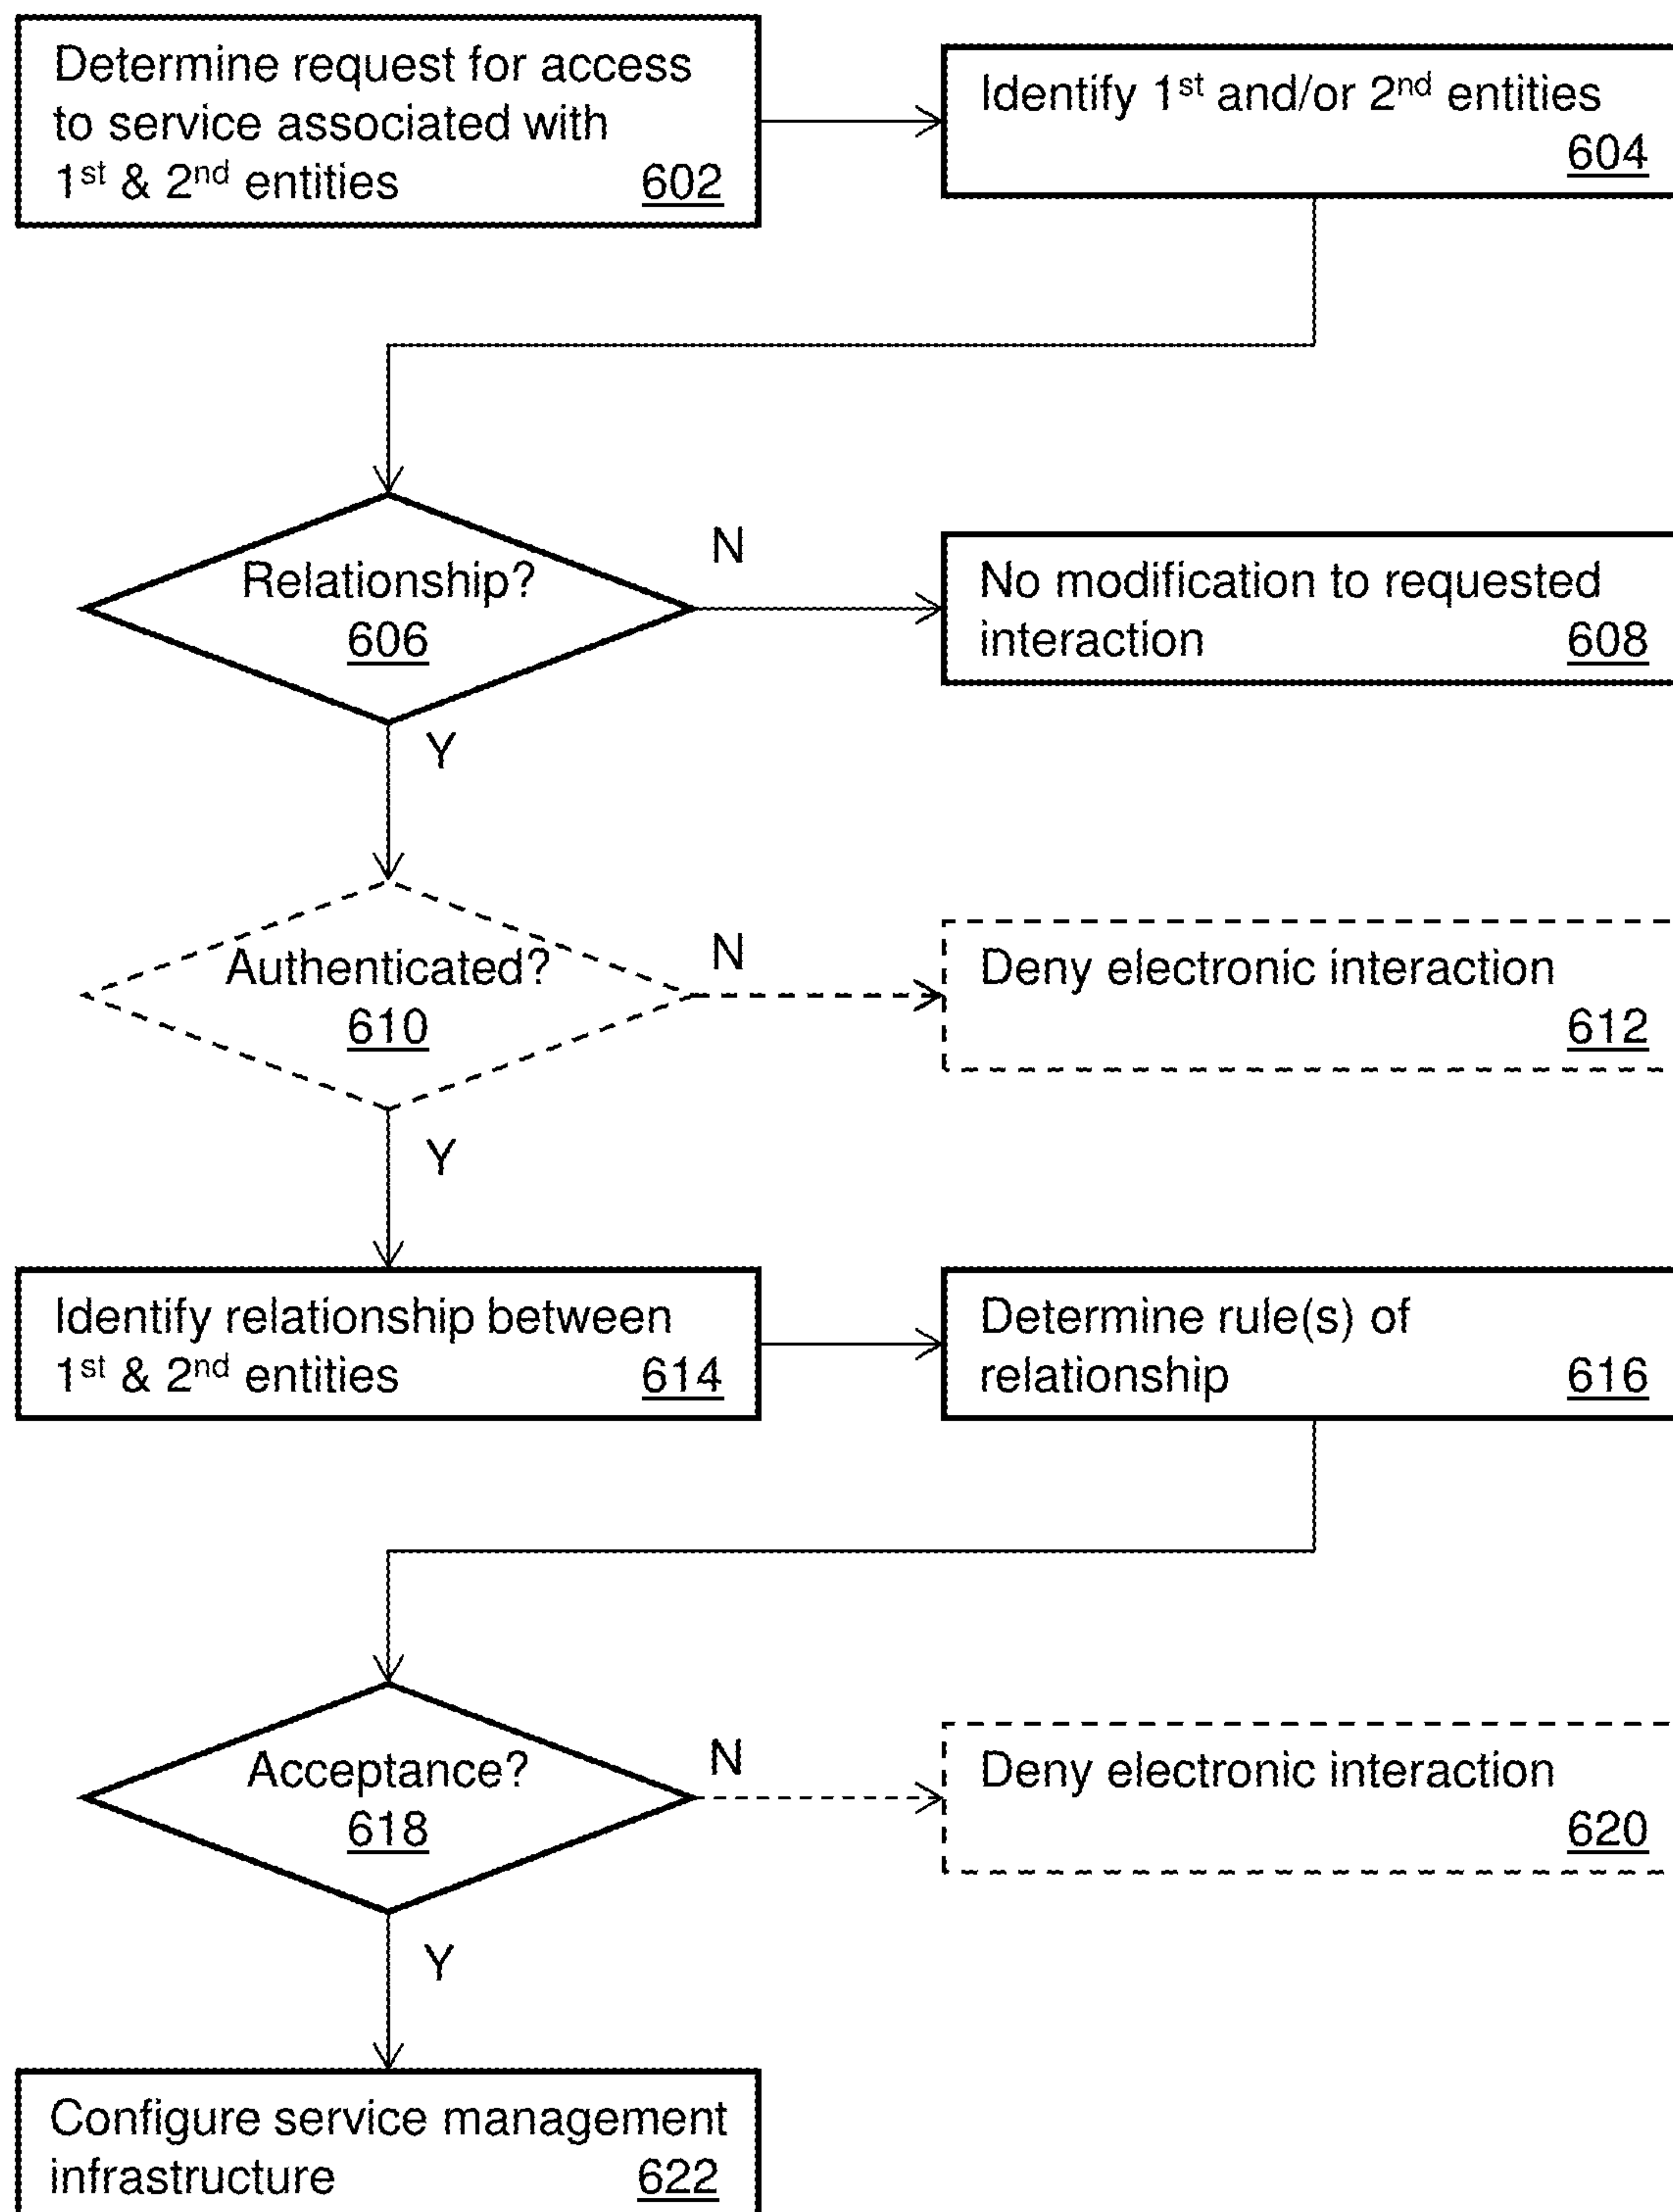 Determine request for access
to service associated with
1st & 2nd entities 602
Identify 1st and/or 2nd entities
604
Relationship?
606
N
No modification to requested
interaction 608
Y
Authenticated?
610
N
Deny electronic interaction
612
Y
Identify relationship between
1st & 2nd entities 614
Determine rule(s) of
relationship 616
Acceptance?
618
N
Deny electronic interaction
620
Y
Configure service management
infrastructure 622